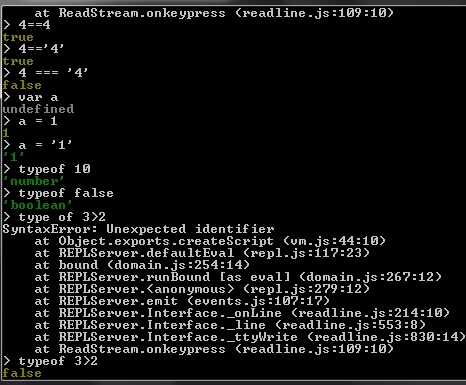 at ReadStream.onkeypress (readline.js:109:10)
> 4==4
true
> 4=='4'
true
> 4 === '4'
false
> var a
undefined
> a = 1
1
> a = '1'
'1'
> typeof 10
'number'
> typeof false
'boolean'
> type of 3>2
SyntaxError: Unexpected identifier
at Object.exports.createScript (vm.js:44:10)
at REPLServer.defaultEval (repl.js:117:23)
at bound (domain.js:254:14)
at REPLServer.runBound [as eval] (domain.js:267:12)
at REPLServer.<anonymous> (repl.js:279:12)
at REPLServer.emit (events.js:107:17)
at REPLServer.Interface._onLine (readline.js:214:10)
at REPLServer.Interface._line (readline.js:553:8)
at REPLServer.Interface._ttyWrite (readline.js:830:14)
at ReadStream.onkeypress (readline.js:109:10)
> typeof 3>2
false